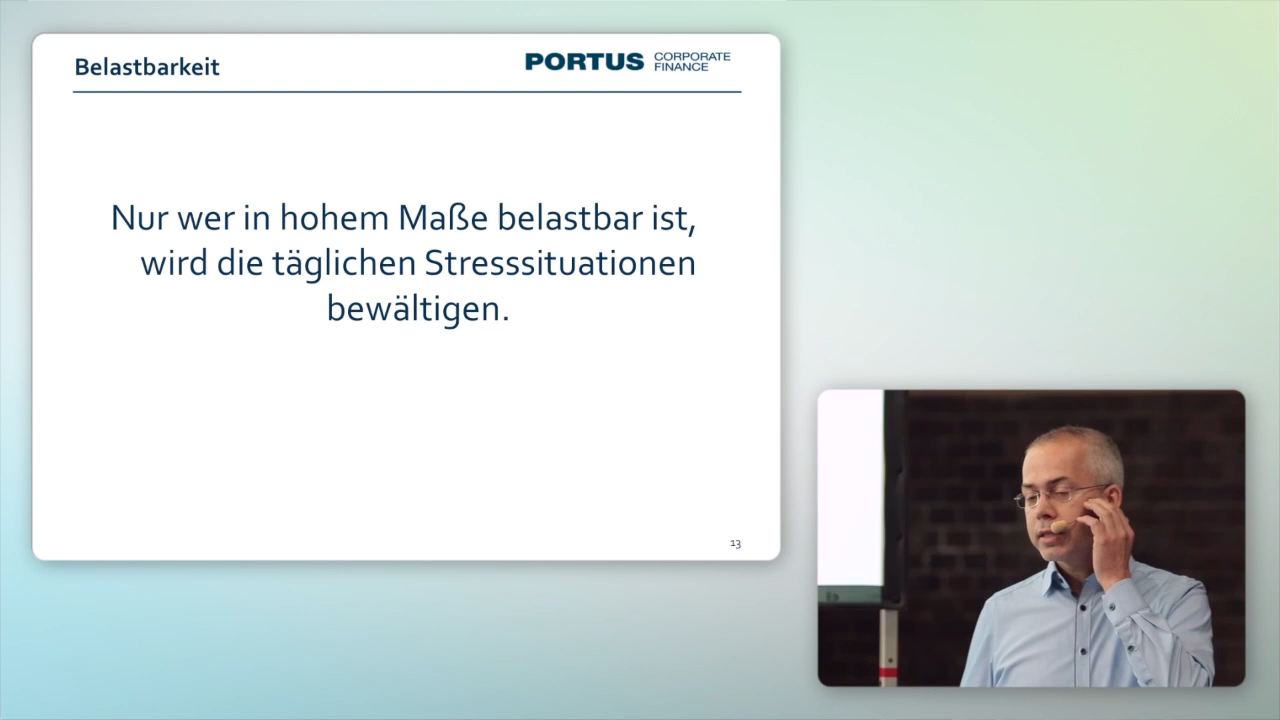 Belastbarkeit
PORTUS CORPORATE
FINANCE
Nur wer in hohem Maße belastbar ist,
wird die täglichen Stresssituationen
bewältigen.
13